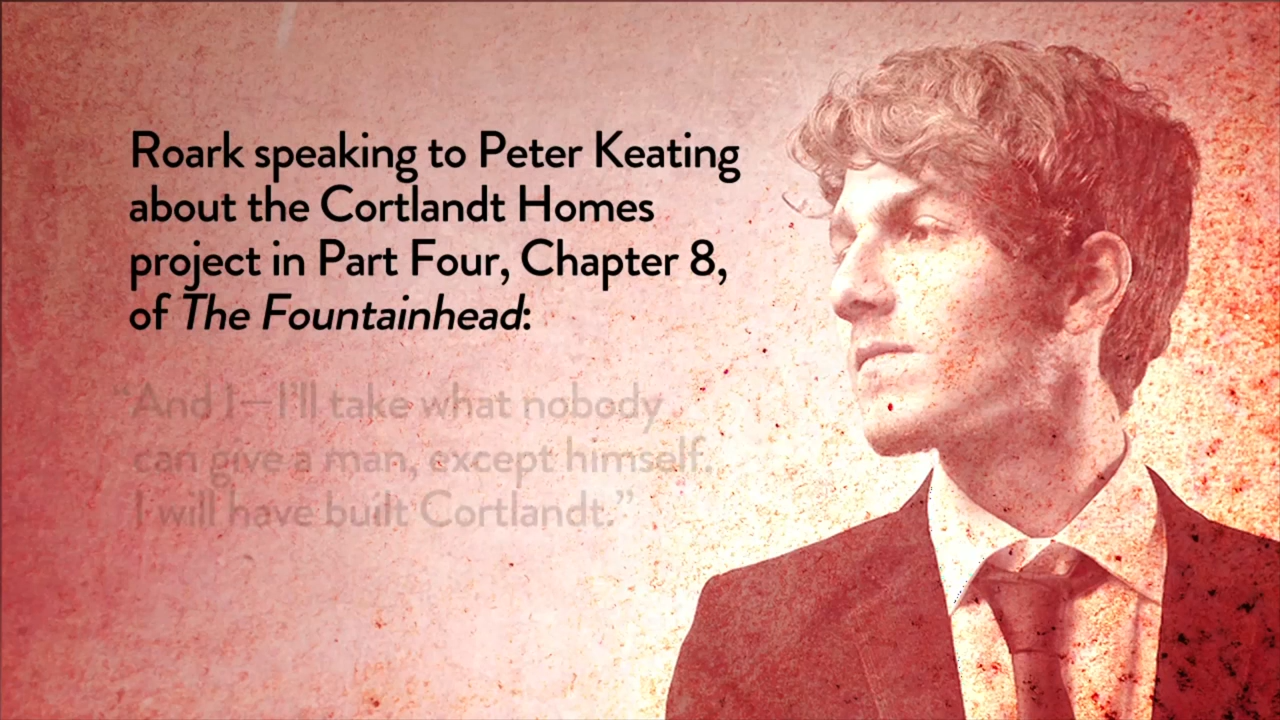 Roark speaking to Peter Keating
about the Cortlandt Homes
project in Part Four, Chapter 8,
of The Fountainhead:
“And I—I’ll take what nobody
can give a man, except himself.
I will have built Cortlandt.”